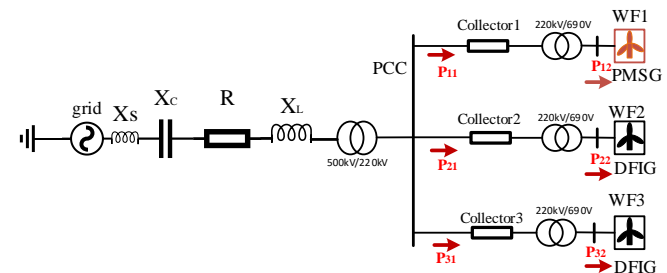 grid
Xs
Xc
R
XL
500kV/220kV
PCC
Collector1
220kV/690V
WF1
P11
P12
PMSG
Collector2
220kV/690V
WF2
P21
P22
DFIG
Collector3
220kV/690V
WF3
P31
P32
DFIG